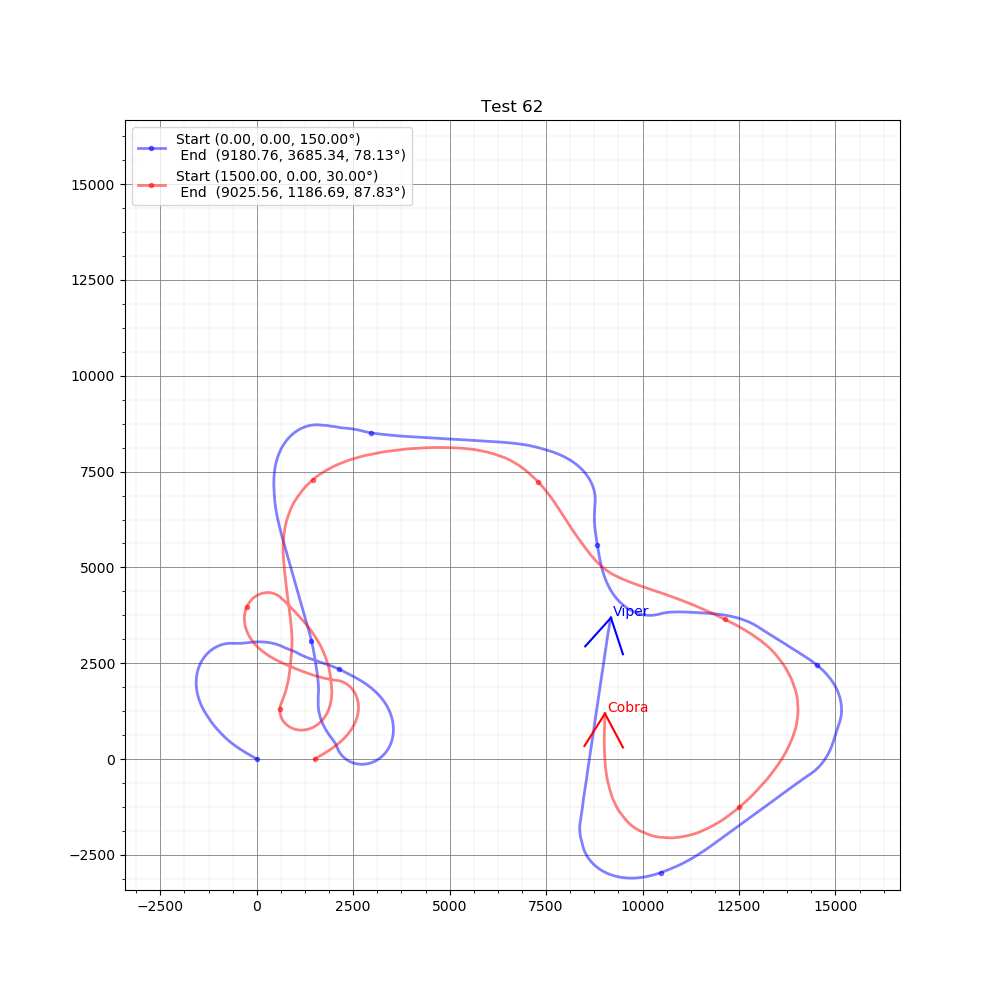 Test 62
Start (0.00, 0.00, 150.00°)
End (9180.76, 3685.34, 78.13°)
Start (1500.00, 0.00, 30.00°)
End (9025.56, 1186.69, 87.83°)
15000
12500
10000
7500
5000
2500
0
−2500
Viper
Cobra
−2500 0 2500 5000 7500 10000 12500 15000